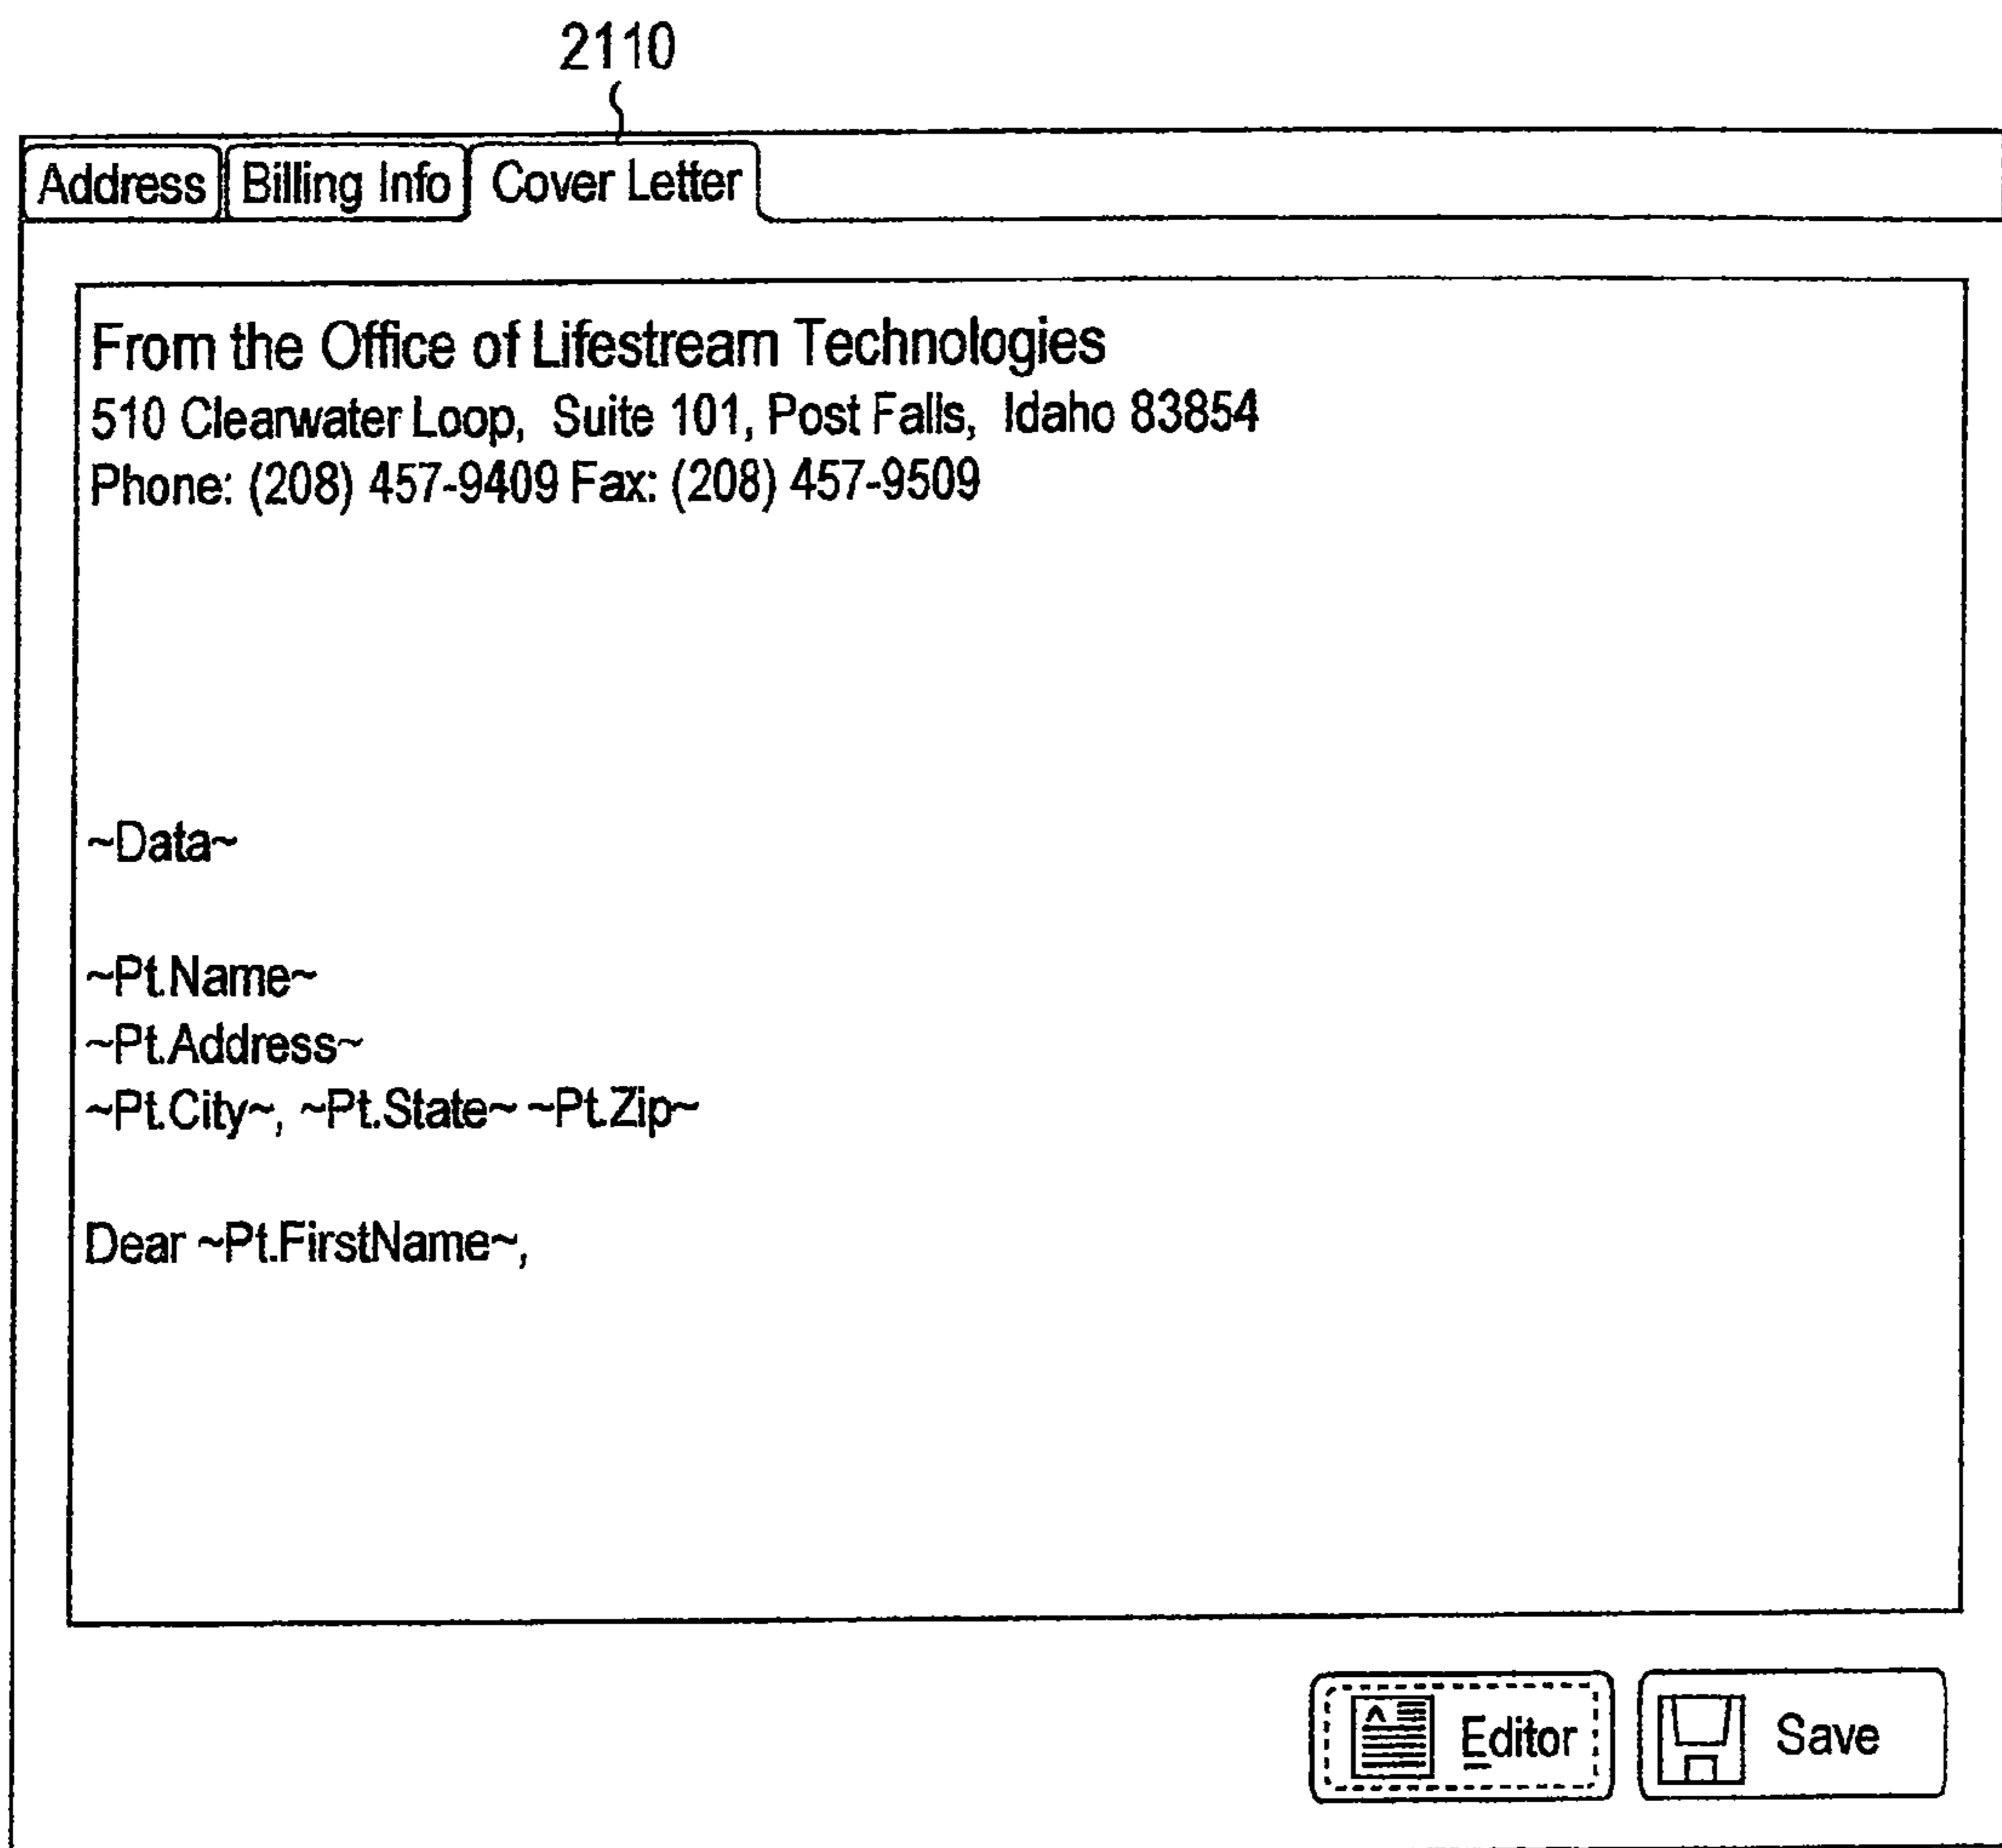 2110
Address Billing Info Cover Letter
From the Office of Lifestream Technologies
510 Clearwater Loop, Suite 101, Post Falls, Idaho 83854
Phone: (208) 457-9409 Fax: (208) 457-9509
~Data~
~Pt.Name~
~Pt.Address~
~Pt.City~, ~Pt.State~ ~Pt.Zip~
Dear ~Pt.FirstName~,
Editor Save